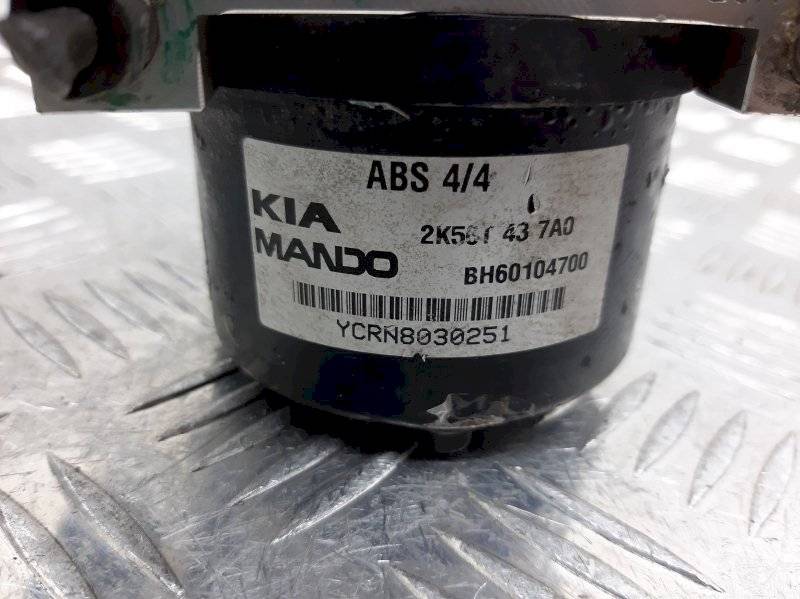 ABS 4/4
KIA
43 7A0
MANDO
BH60104700
YCRN8030251